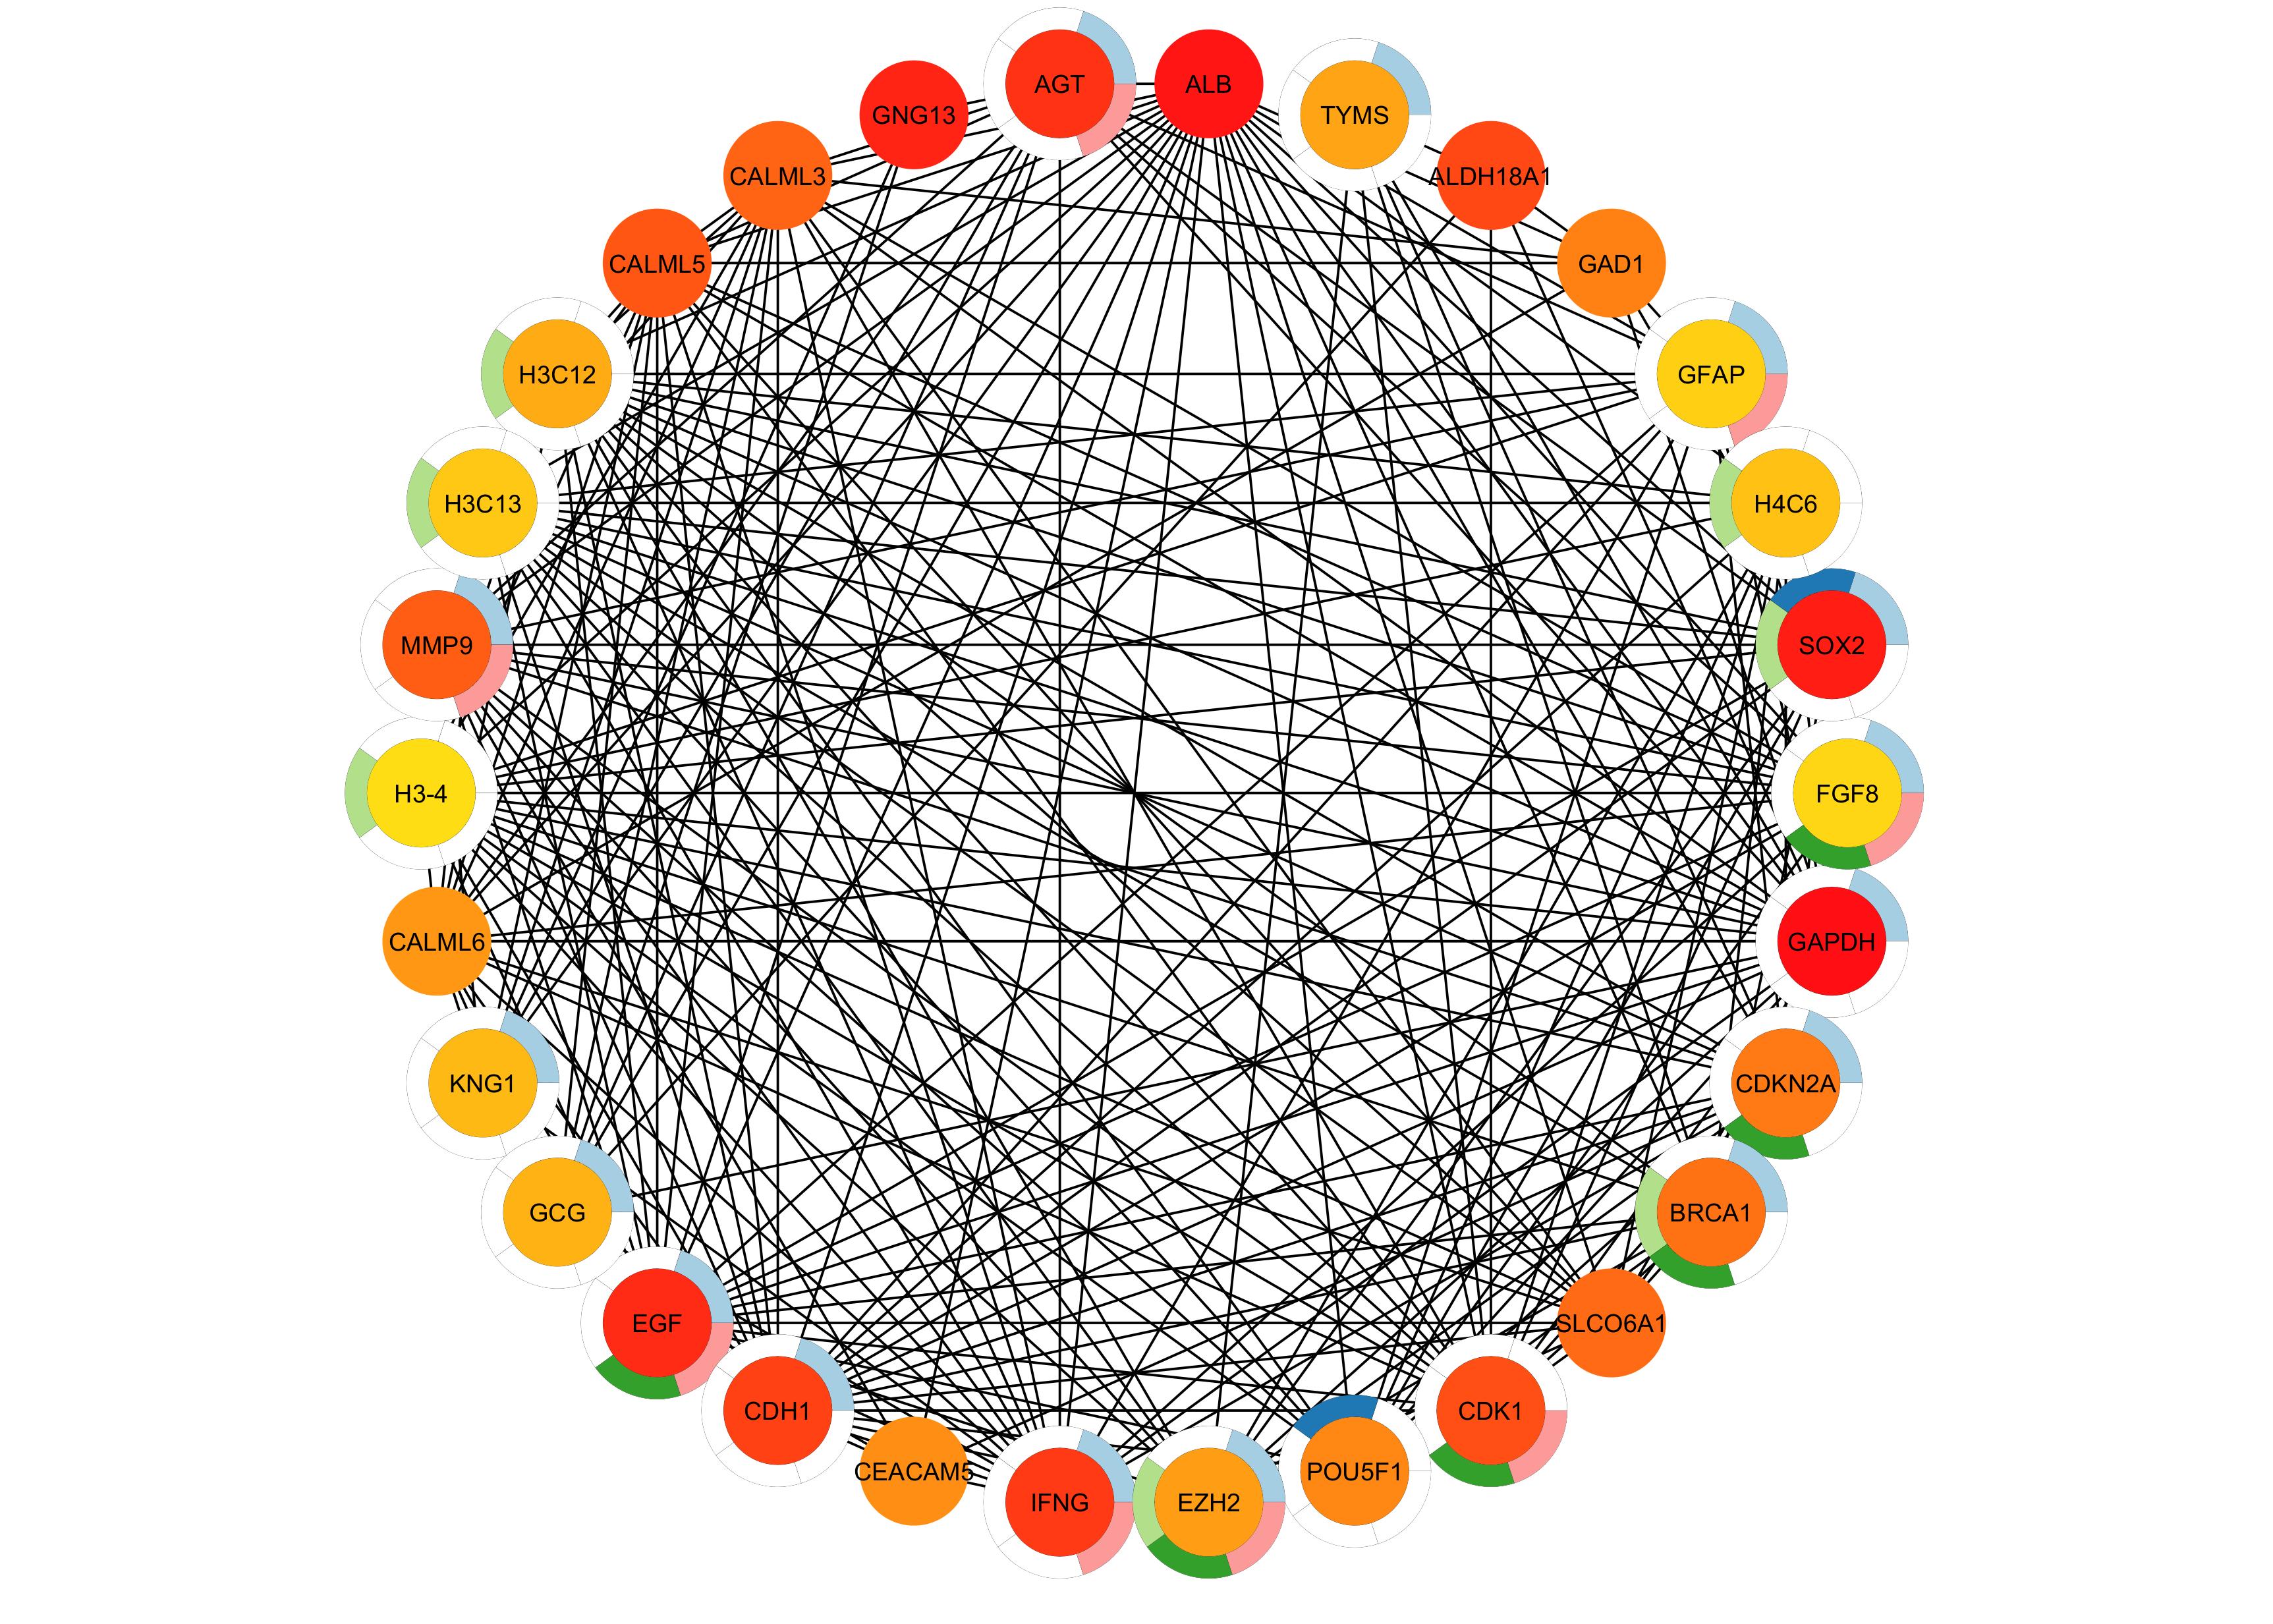 AGT
ALB
GNG13
TYMS
CALML3
ALDH18A1
CALML5
GAD1
H3C12
GFAP
H3C13
H4C6
MMP9
SOX2
H3-4
FGF8
CALML6
GAPDH
KNG1
CDKN2A
GCG
BRCA1
EGF
SLCO6A1
CDH1
CDK1
CEACAM5
POU5F1
IFNG
EZH2